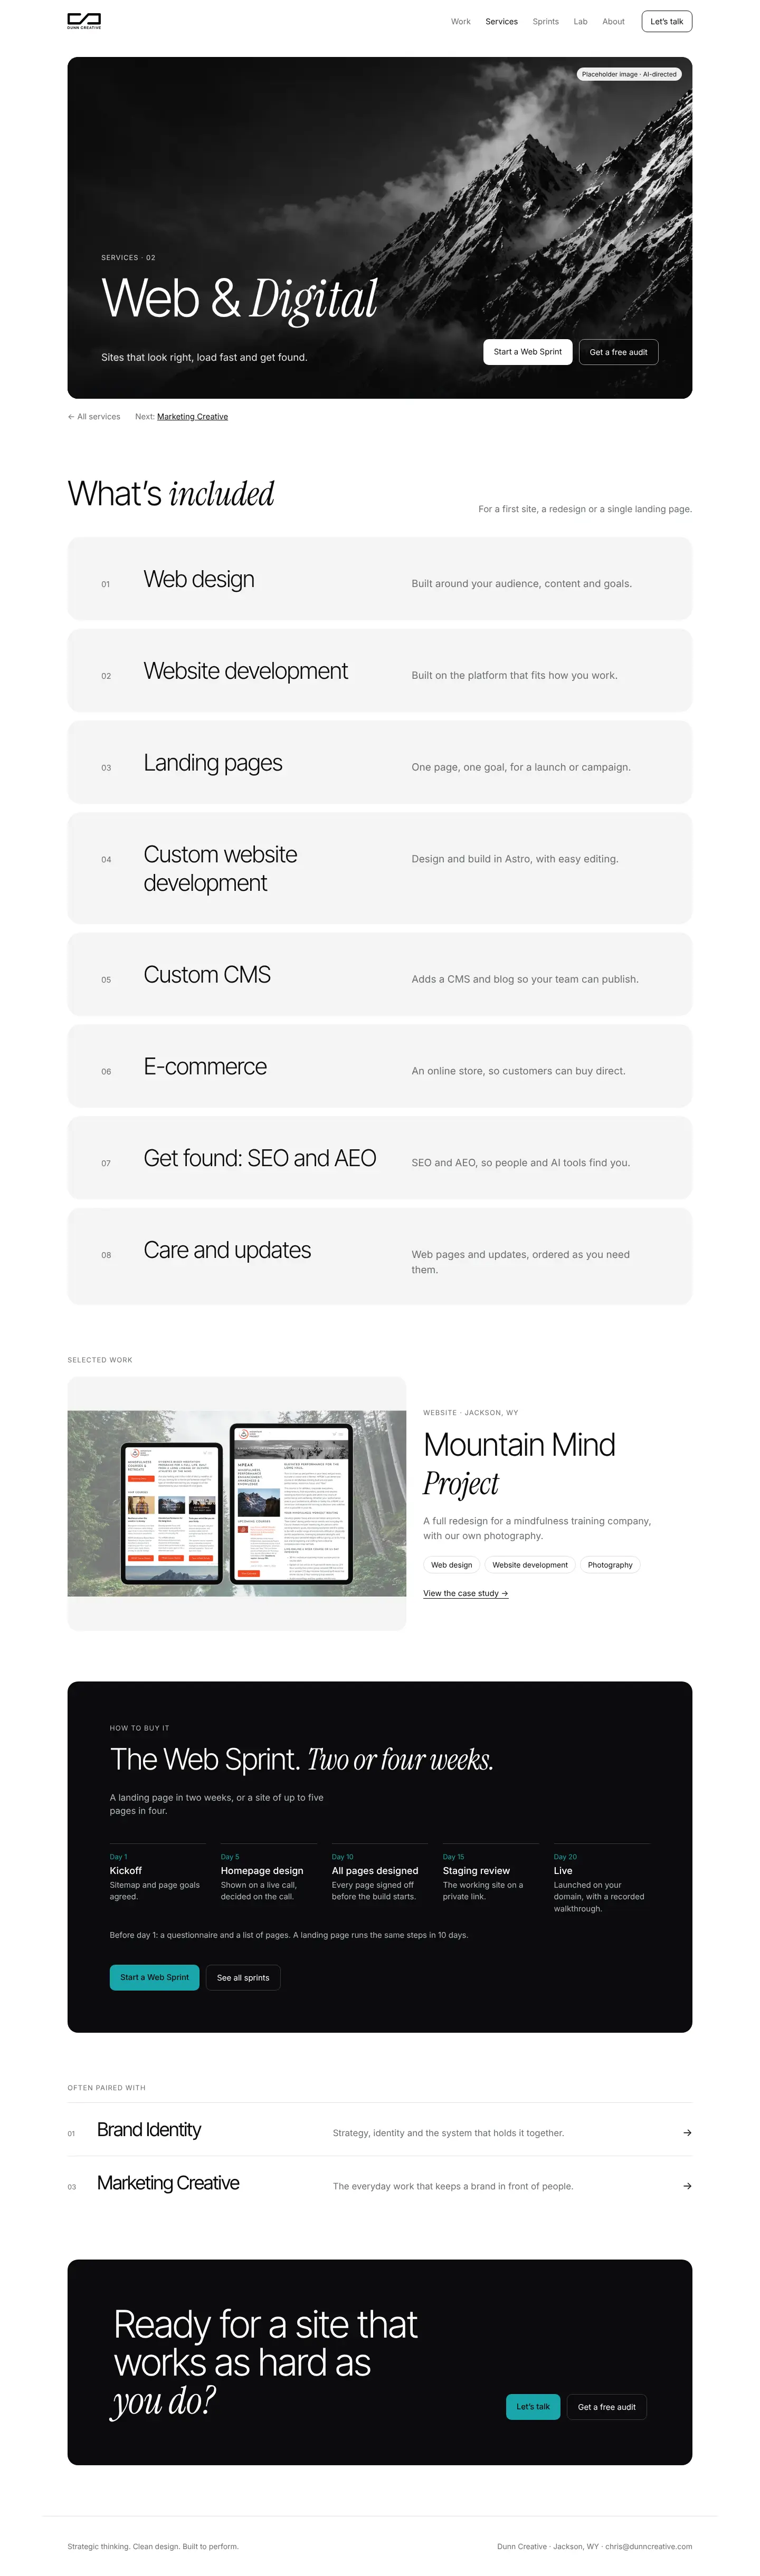 DUNN CREATIVE
Work
Services
Sprints
Lab
About
Let's talk
Placeholder image · AI-directed
SERVICES · 02
Web & Digital
Sites that look right, load fast and get found.
Start a Web Sprint
Get a free audit
← All services
Next: Marketing Creative
What's included
For a first site, a redesign or a single landing page.
01
Web design
Built around your audience, content and goals.
02
Website development
Built on the platform that fits how you work.
03
Landing pages
One page, one goal, for a launch or campaign.
04
Custom website
development
Design and build in Astro, with easy editing.
05
Custom CMS
Adds a CMS and blog so your team can publish.
06
E-commerce
An online store, so customers can buy direct.
07
Get found: SEO and AEO
SEO and AEO, so people and AI tools find you.
08
Care and updates
Web pages and updates, ordered as you need
them.
SELECTED WORK
WEBSITE · JACKSON, WY
Mountain Mind
Project
A full redesign for a mindfulness training company,
with our own photography.
Web design
Website development
Photography
View the case study →
HOW TO BUY IT
The Web Sprint. Two or four weeks.
A landing page in two weeks, or a site of up to five
pages in four.
Day 1
Kickoff
Sitemap and page goals
agreed.
Day 5
Homepage design
Shown on a live call,
decided on the call.
Day 10
All pages designed
Every page signed off
before the build starts.
Day 15
Staging review
The working site on a
private link.
Day 20
Live
Launched on your
domain, with a recorded
walkthrough.
Before day 1: a questionnaire and a list of pages. A landing page runs the same steps in 10 days.
Start a Web Sprint
See all sprints
OFTEN PAIRED WITH
01
Brand Identity
Strategy, identity and the system that holds it together.
→
03
Marketing Creative
The everyday work that keeps a brand in front of people.
→
Ready for a site that
works as hard as
you do?
Let's talk
Get a free audit
Strategic thinking. Clean design. Built to perform.
Dunn Creative · Jackson, WY · chris@dunncreative.com